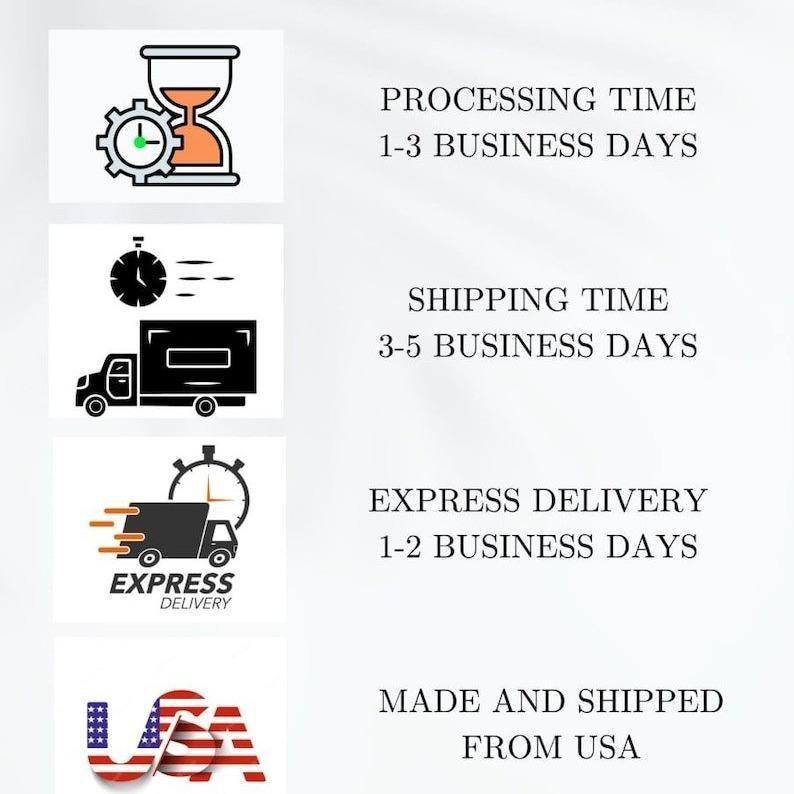 PROCESSING TIME
1-3 BUSINESS DAYS
SHIPPING TIME
3-5 BUSINESS DAYS
EXPRESS DELIVERY
1-2 BUSINESS DAYS
EXPRESS
DELIVERY
MADE AND SHIPPED
FROM USA
USA